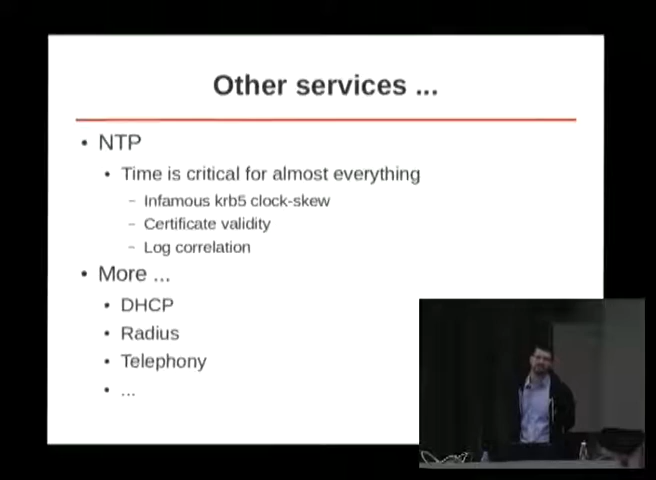 Other services ...
• NTP
• Time is critical for almost everything
– Infamous krb5 clock-skew
– Certificate validity
– Log correlation
• More ...
• DHCP
• Radius
• Telephony
• ...